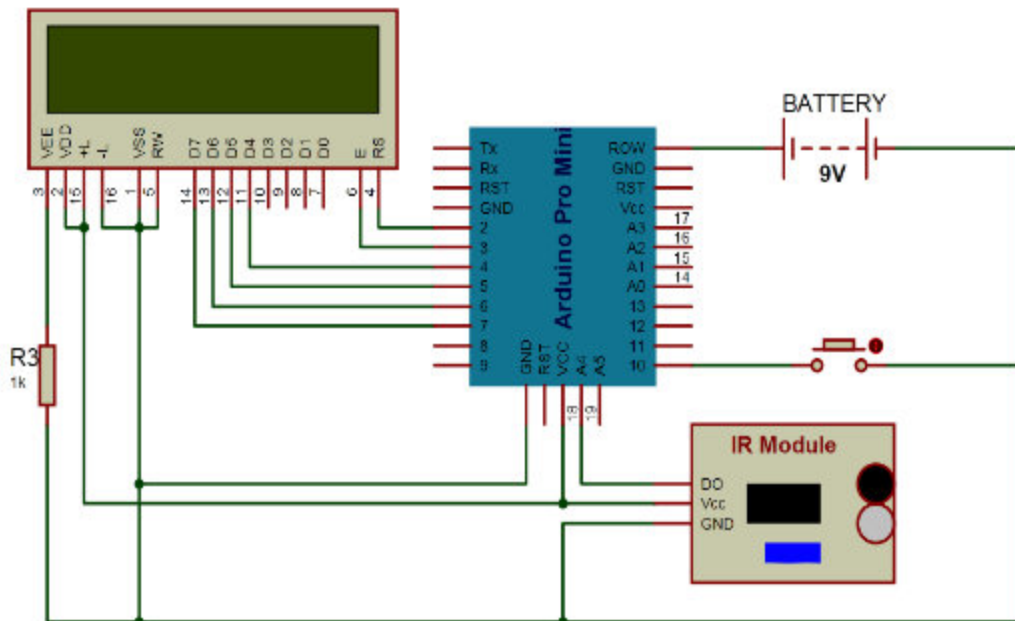 VEE VDD +L -L VSS RW D7 D6 D5 D4 D3 D2 D1 D0 E RS
3 2 15 16 1 5 14 13 12 11 10 9 8 7 6 4
R3
1k
Arduino Pro Mini
Tx
Rx
RST
GND
2
3
4
5
6
7
8
9
ROW
GND
RST
Vcc
A3 17
A2 16
A1 15
A0 14
13
12
11
10
GND RST VCC A4 A5
18 19
BATTERY
9V
IR Module
DO
Vcc
GND